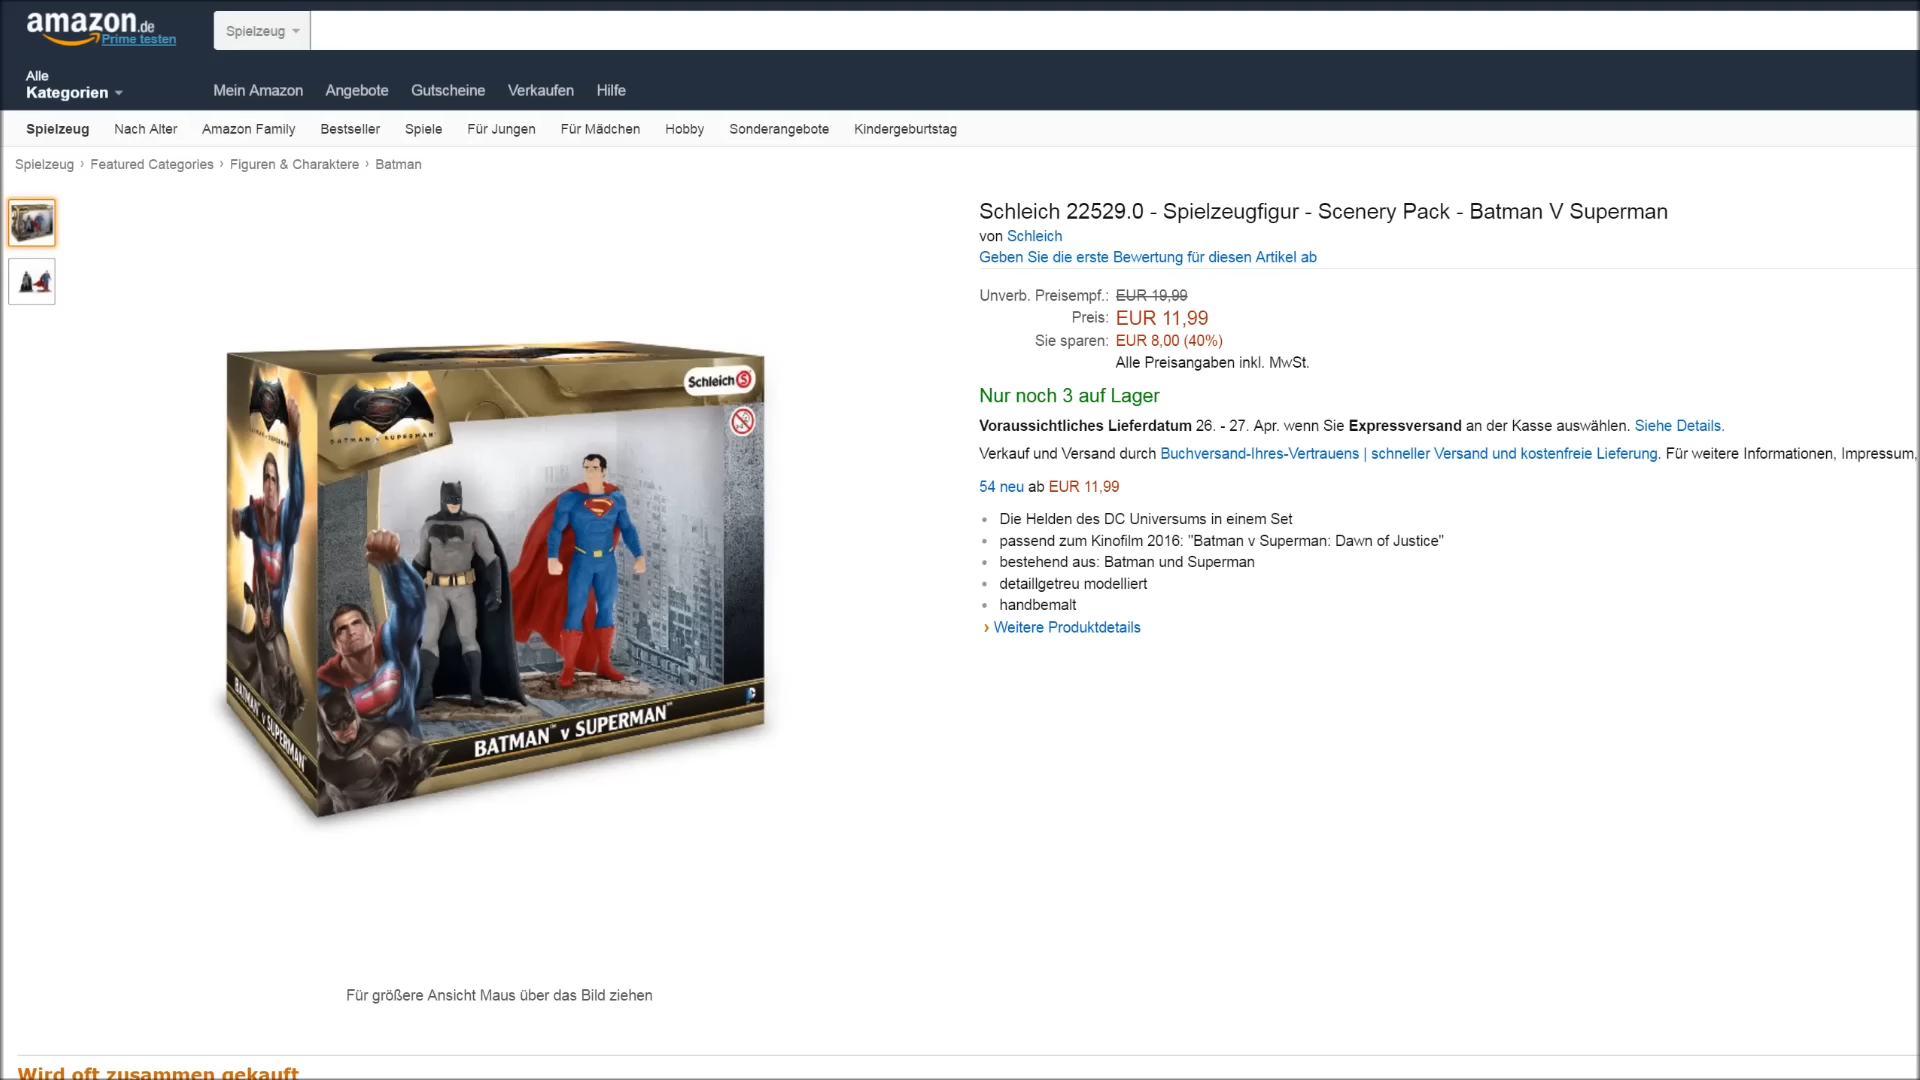 amazon.de
Prime testen
Spielzeug
Alle
Kategorien
Mein Amazon Angebote Gutscheine Verkaufen Hilfe
Spielzeug Nach Alter Amazon Family Bestseller Spiele Für Jungen Für Mädchen Hobby Sonderangebote Kindergeburtstag
Spielzeug › Featured Categories › Figuren & Charaktere › Batman
Schleich 22529.0 - Spielzeugfigur - Scenery Pack - Batman V Superman
von Schleich
Geben Sie die erste Bewertung für diesen Artikel ab
Unverb. Preisempf.: EUR 19,99
Preis: EUR 11,99
Sie sparen: EUR 8,00 (40%)
Alle Preisangaben inkl. MwSt.
Nur noch 3 auf Lager
Voraussichtliches Lieferdatum 26. - 27. Apr. wenn Sie Expressversand an der Kasse auswählen. Siehe Details.
Verkauf und Versand durch Buchversand-Ihres-Vertrauens | schneller Versand und kostenfreie Lieferung. Für weitere Informationen, Impressum,
54 neu ab EUR 11,99
Die Helden des DC Universums in einem Set
passend zum Kinofilm 2016: "Batman v Superman: Dawn of Justice"
bestehend aus: Batman und Superman
detaillgetreu modelliert
handbemalt
› Weitere Produktdetails
Schleich S
BATMAN v SUPERMAN
BATMAN v SUPERMAN
BATMAN™ v SUPERMAN™
Für größere Ansicht Maus über das Bild ziehen
Wird oft zusammen gekauft